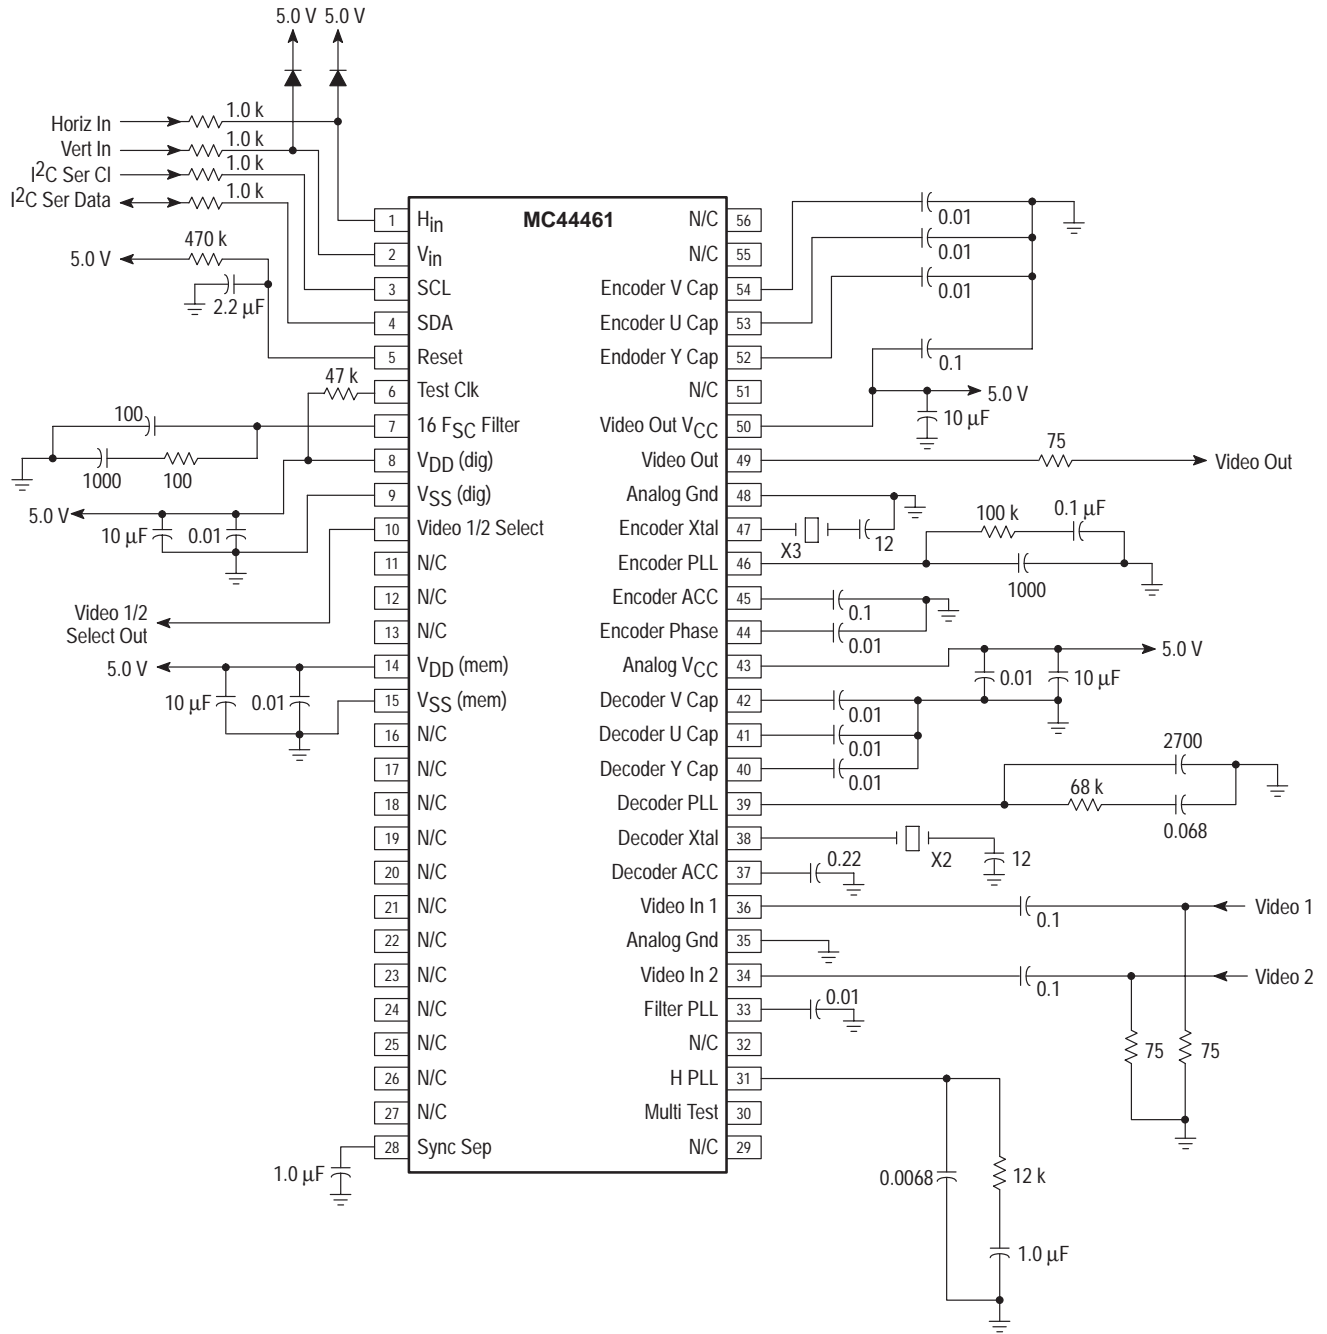 5.0 V 5.0 V
Horiz In
1.0 k
Vert In
1.0 k
I2C Ser Cl
1.0 k
I2C Ser Data
1.0 k
470 k
5.0 V
2.2 μF
47 k
100
1000
100
5.0 V
10 μF
0.01
Video 1/2
Select Out
5.0 V
10 μF
0.01
1.0 μF
MC44461
1 Hin
2 Vin
3 SCL
4 SDA
5 Reset
6 Test Clk
7 16 FSC Filter
8 VDD (dig)
9 VSS (dig)
10 Video 1/2 Select
11 N/C
12 N/C
13 N/C
14 VDD (mem)
15 VSS (mem)
16 N/C
17 N/C
18 N/C
19 N/C
20 N/C
21 N/C
22 N/C
23 N/C
24 N/C
25 N/C
26 N/C
27 N/C
28 Sync Sep
N/C 56
N/C 55
Encoder V Cap 54
Encoder U Cap 53
Endoder Y Cap 52
N/C 51
Video Out VCC 50
Video Out 49
Analog Gnd 48
Encoder Xtal 47
Encoder PLL 46
Encoder ACC 45
Encoder Phase 44
Analog VCC 43
Decoder V Cap 42
Decoder U Cap 41
Decoder Y Cap 40
Decoder PLL 39
Decoder Xtal 38
Decoder ACC 37
Video In 1 36
Analog Gnd 35
Video In 2 34
Filter PLL 33
N/C 32
H PLL 31
Multi Test 30
N/C 29
0.01
0.01
0.01
0.1
5.0 V
10 μF
75
Video Out
X3
12
100 k
0.1 μF
1000
0.1
0.01
5.0 V
0.01
10 μF
0.01
0.01
0.01
2700
68 k
0.068
X2
12
0.22
0.1
Video 1
0.1
Video 2
0.01
75
75
0.0068
12 k
1.0 μF